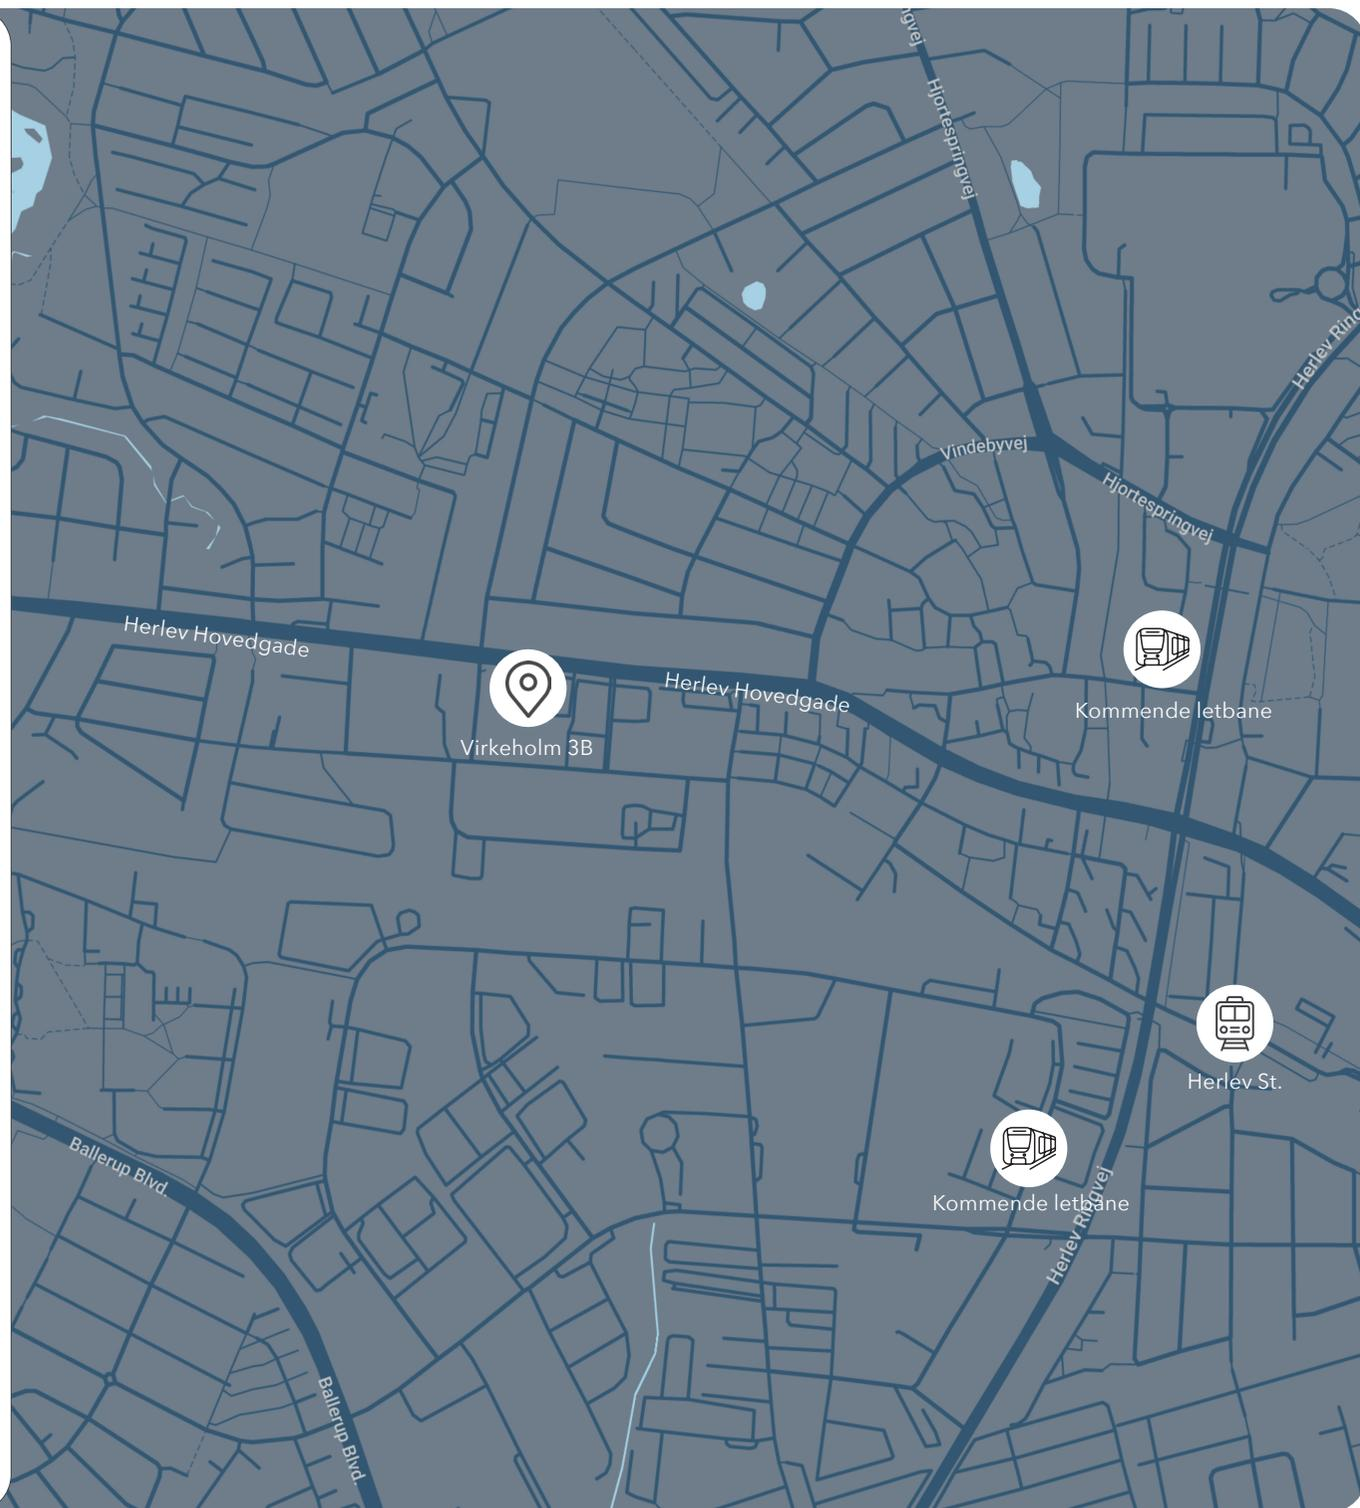 ngvej
Hjortespringvej
Herlev Ring
Vindebyvej
Hjortespringvej
Herlev Hovedgade
Herlev Hovedgade
Kommende letbane
Virkeholm 3B
Herlev St.
Ballerup Blvd.
Kommende letbane
Herlev Ringvej
Ballerup Blvd.